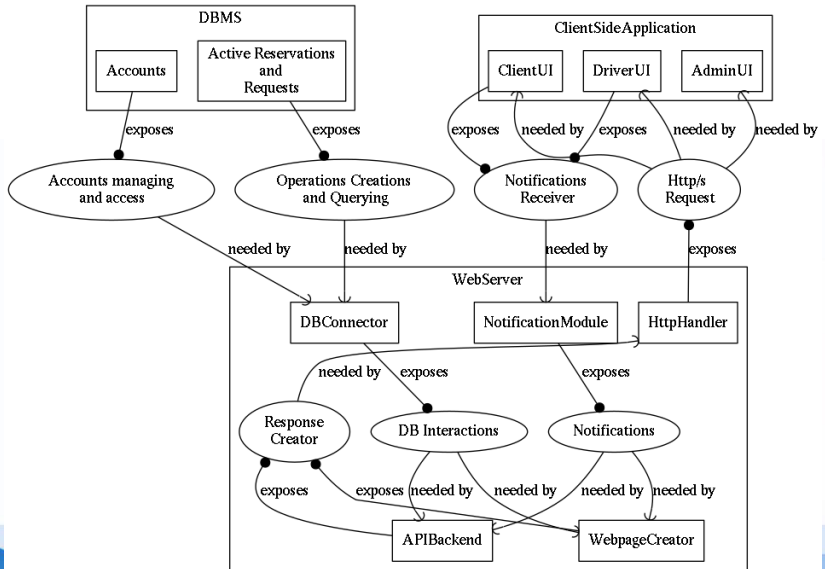 DBMS
ClientSideApplication
Accounts
Active Reservations
and
Requests
ClientUI
DriverUI
AdminUI
exposes
exposes
exposes
needed by
exposes
needed by
needed by
Accounts managing
and access
Operations Creations
and Querying
Notifications
Receiver
Http/s
Request
needed by
needed by
needed by
exposes
WebServer
DBConnector
NotificationModule
HttpHandler
needed by
exposes
exposes
Response
Creator
DB Interactions
Notifications
exposes
exposes
needed by
needed by
needed by
needed by
APIBackend
WebpageCreator